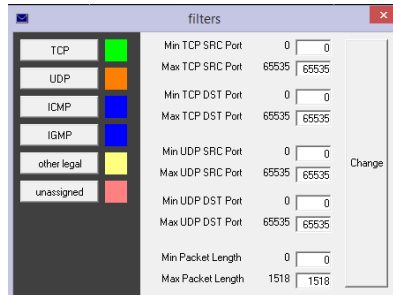 filters
TCP
UDP
ICMP
IGMP
other legal
unassigned
Min TCP SRC Port 0 0
Max TCP SRC Port 65535 65535
Min TCP DST Port 0 0
Max TCP DST Port 65535 65535
Min UDP SRC Port 0 0
Max UDP SRC Port 65535 65535
Min UDP DST Port 0 0
Max UDP DST Port 65535 65535
Min Packet Length 0 0
Max Packet Length 1518 1518
Change